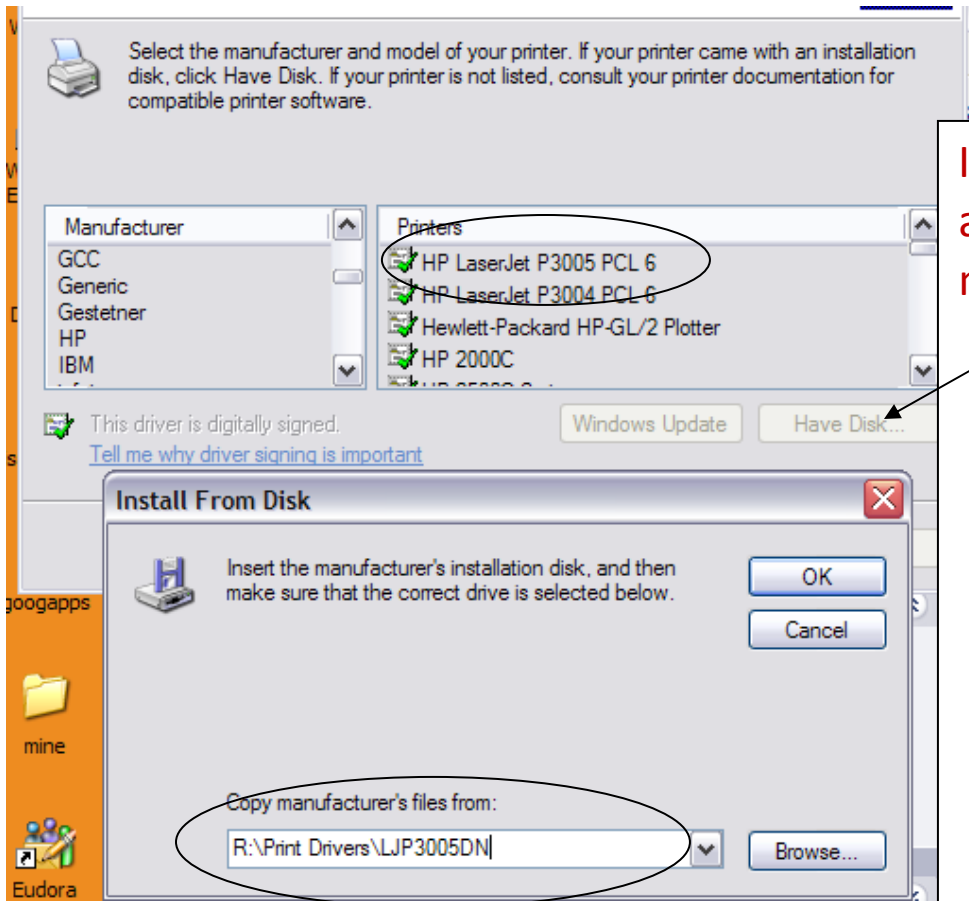 Select the manufacturer and model of your printer. If your printer came with an installation
disk, click Have Disk. If your printer is not listed, consult your printer documentation for
compatible printer software.
Manufacturer
GCC
Generic
Gestetner
HP
IBM
Printers
HP LaserJet P3005 PCL 6
HP LaserJet P3004 PCL 6
Hewlett-Packard HP-GL/2 Plotter
HP 2000C
This driver is digitally signed.
Tell me why driver signing is important
Windows Update
Have Disk...
Install From Disk
Insert the manufacturer's installation disk, and then
make sure that the correct drive is selected below.
OK
Cancel
Copy manufacturer's files from:
R:\Print Drivers\LJP3005DN
Browse...
googapps
mine
Eudora